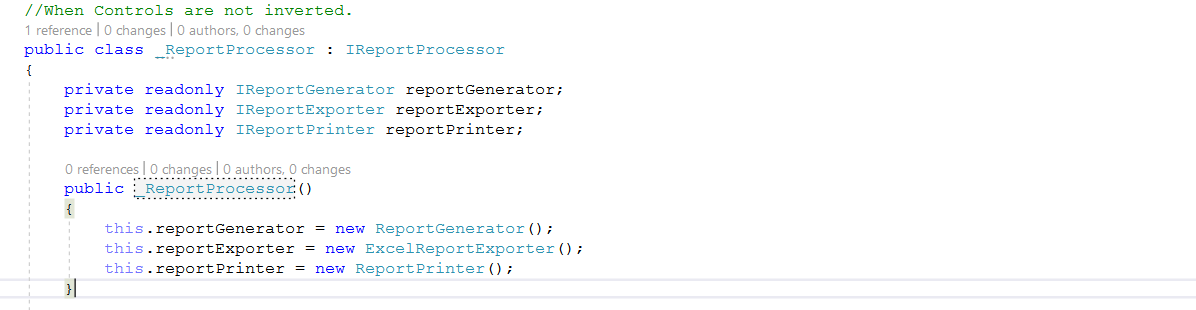 //When Controls are not inverted.
1 reference | 0 changes | 0 authors, 0 changes
public class _ReportProcessor : IReportProcessor
{
private readonly IReportGenerator reportGenerator;
private readonly IReportExporter reportExporter;
private readonly IReportPrinter reportPrinter;
0 references | 0 changes | 0 authors, 0 changes
public _ReportProcessor()
{
this.reportGenerator = new ReportGenerator();
this.reportExporter = new ExcelReportExporter();
this.reportPrinter = new ReportPrinter();
}